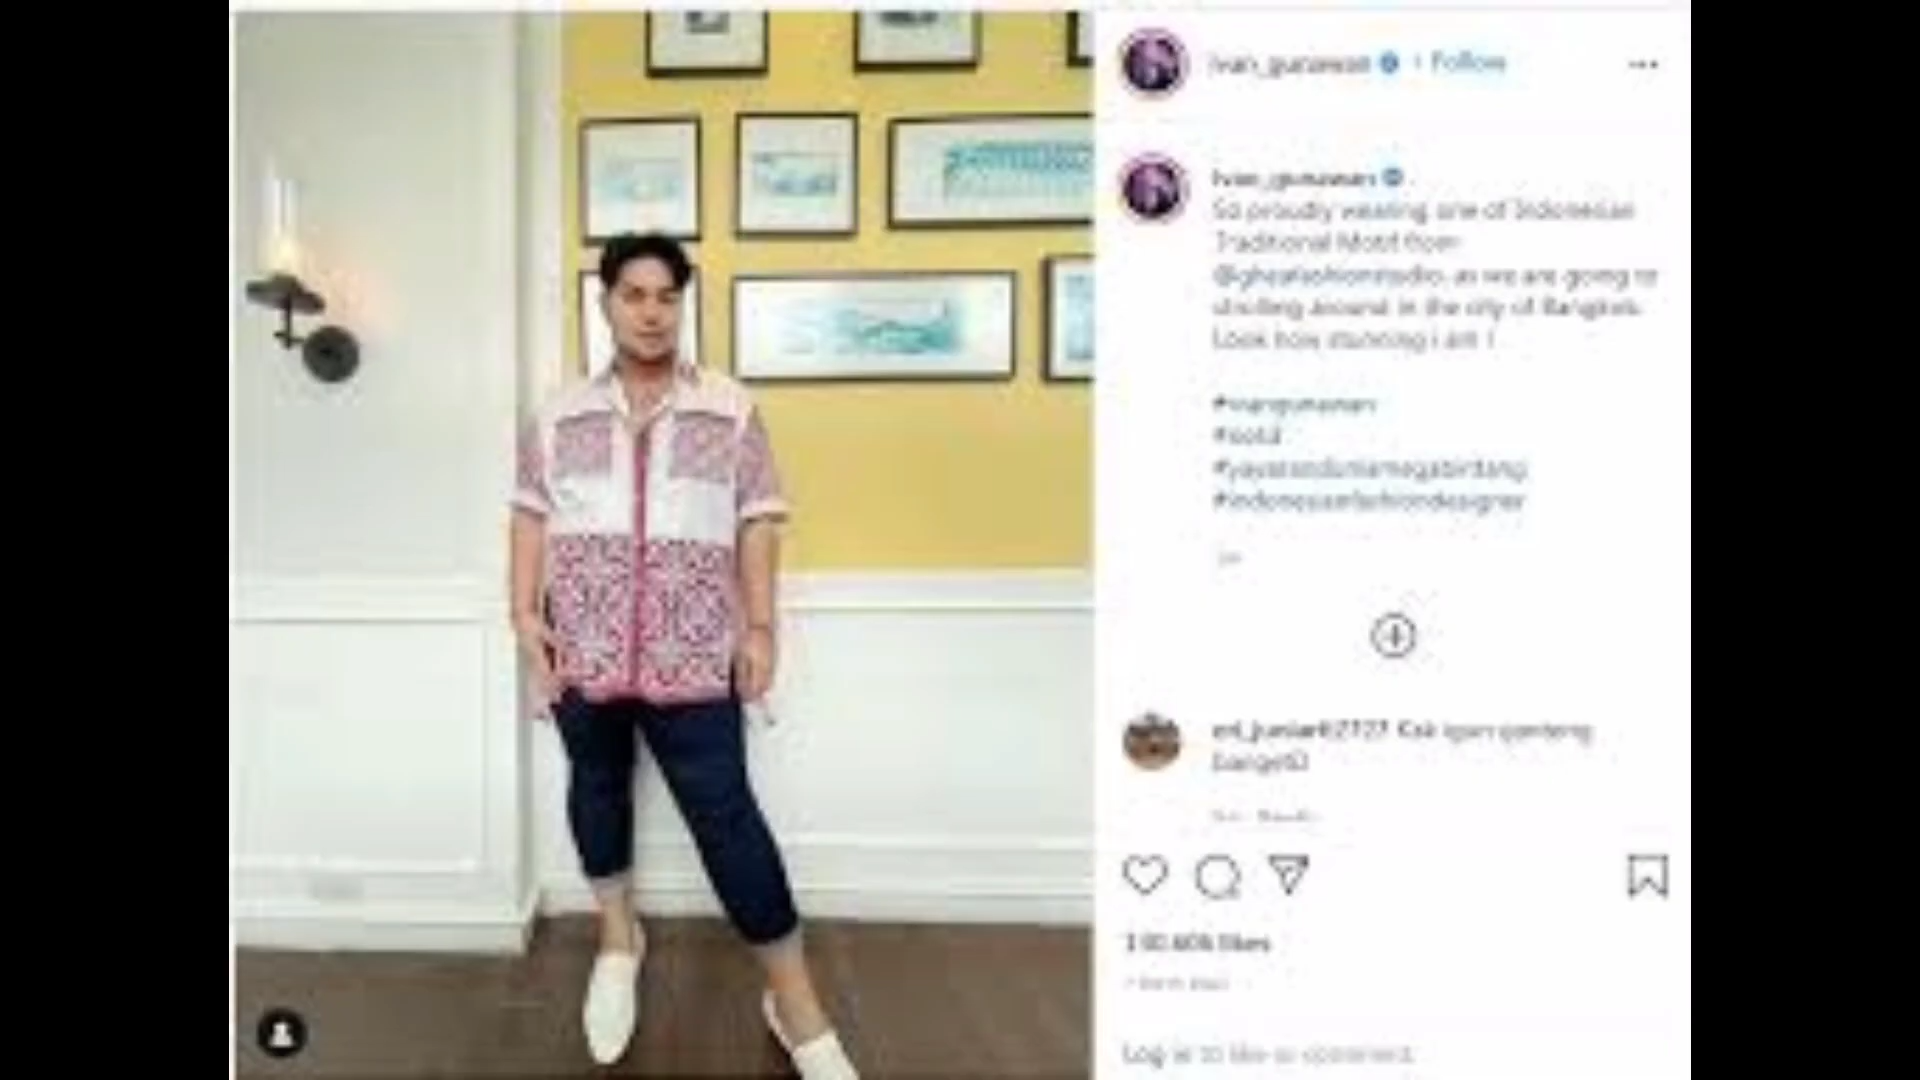 ivan_gunawan • Follow
ivan_gunawan
So proudly wearing one of Indonesian
Traditional Motif from
@gheafashionstudio, as we are going to
strolling around in the city of Bangkok.
Look how stunning i am !
#ivangunawan
#ootd
#indonesianfashiondesigner
Kak igun ganteng
likes
Log in to like or comment.